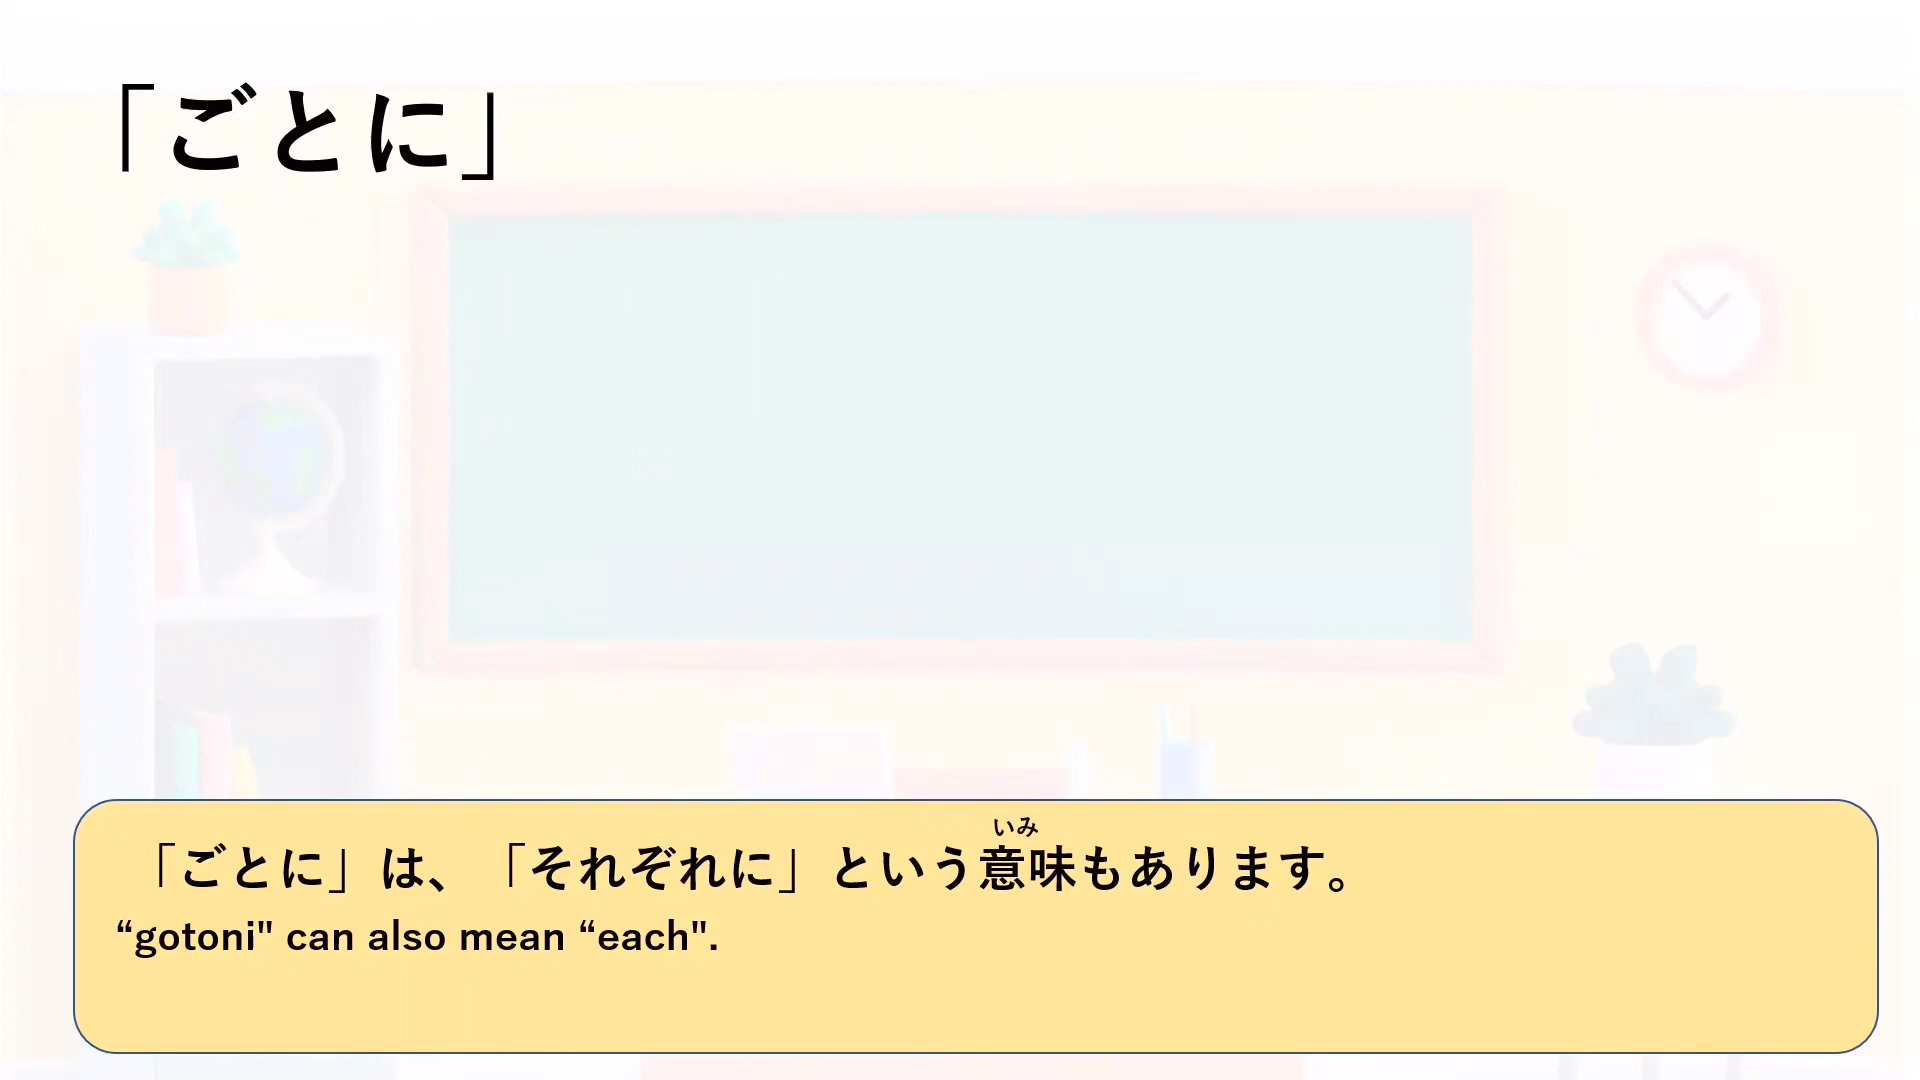 「ごとに」
いみ
「ごとに」は、「それぞれに」という意味もあります。
“gotoni" can also mean “each".